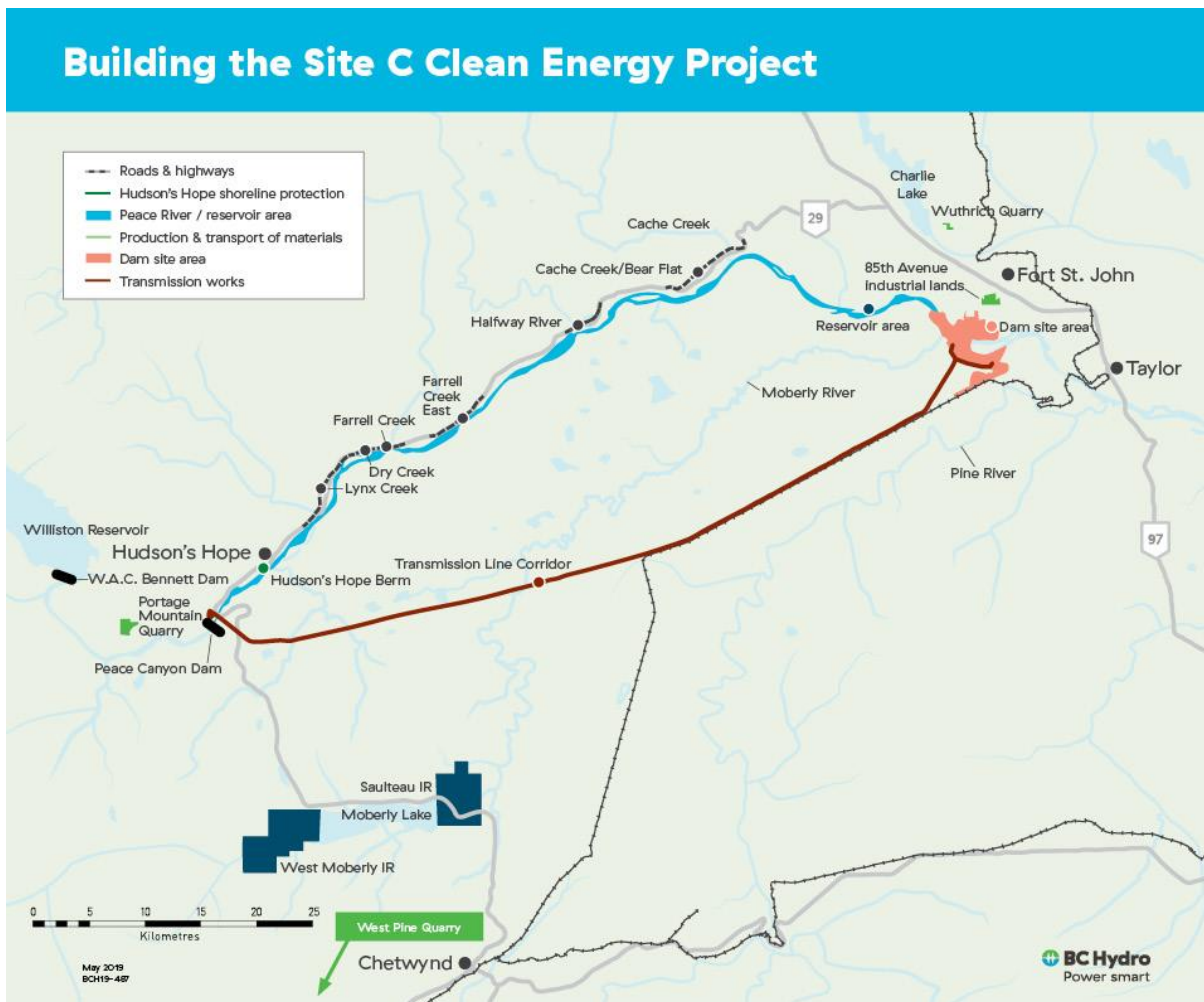 Building the Site C Clean Energy Project
Roads & highways
Hudson's Hope shoreline protection
Peace River / reservoir area
Production & transport of materials
Dam site area
Transmission works
Charlie
Lake
Wuthrich Quarry
29
Cache Creek
Cache Creek/Bear Flat
85th Avenue
industrial lands
Fort St. John
Halfway River
Reservoir area
Dam site area
Taylor
Farrell
Creek
East
Moberly River
Farrell Creek
Dry Creek
Lynx Creek
Pine River
Williston Reservoir
Hudson's Hope
97
W.A.C. Bennett Dam
Hudson's Hope Berm
Transmission Line Corridor
Portage
Mountain
Quarry
Peace Canyon Dam
Saulteau IR
Moberly Lake
West Moberly IR
0 5 10 15 20 25
Kilometres
West Pine Quarry
Chetwynd
May 2019
BCH19-487
BC Hydro
Power smart